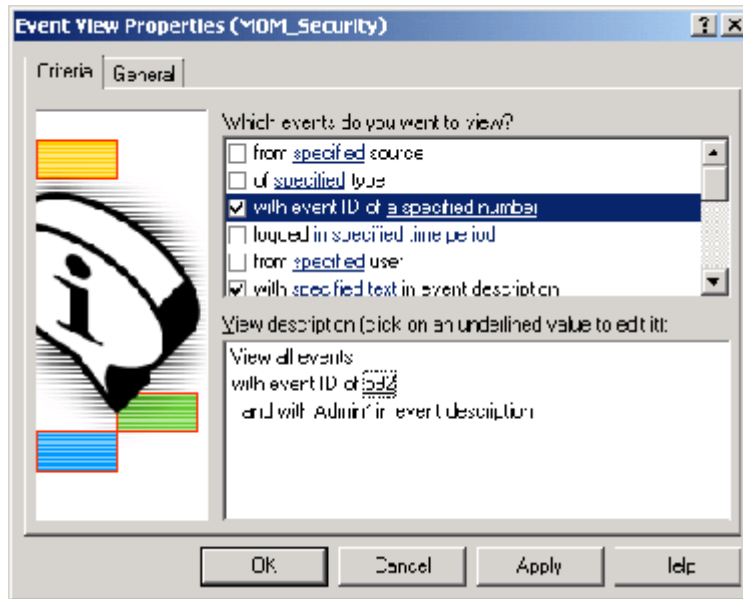 Event View Properties (MOM_Security)
Criteria
General
Which events do you want to view?
from specified source
of specified type
with event ID of a specified number
logged in specified time period
from specified user
with specified text in event description
View description (click on an underlined value to edit it):
View all events
with event ID of 592
and with 'Admin*' in event description
OK
Cancel
Apply
Help